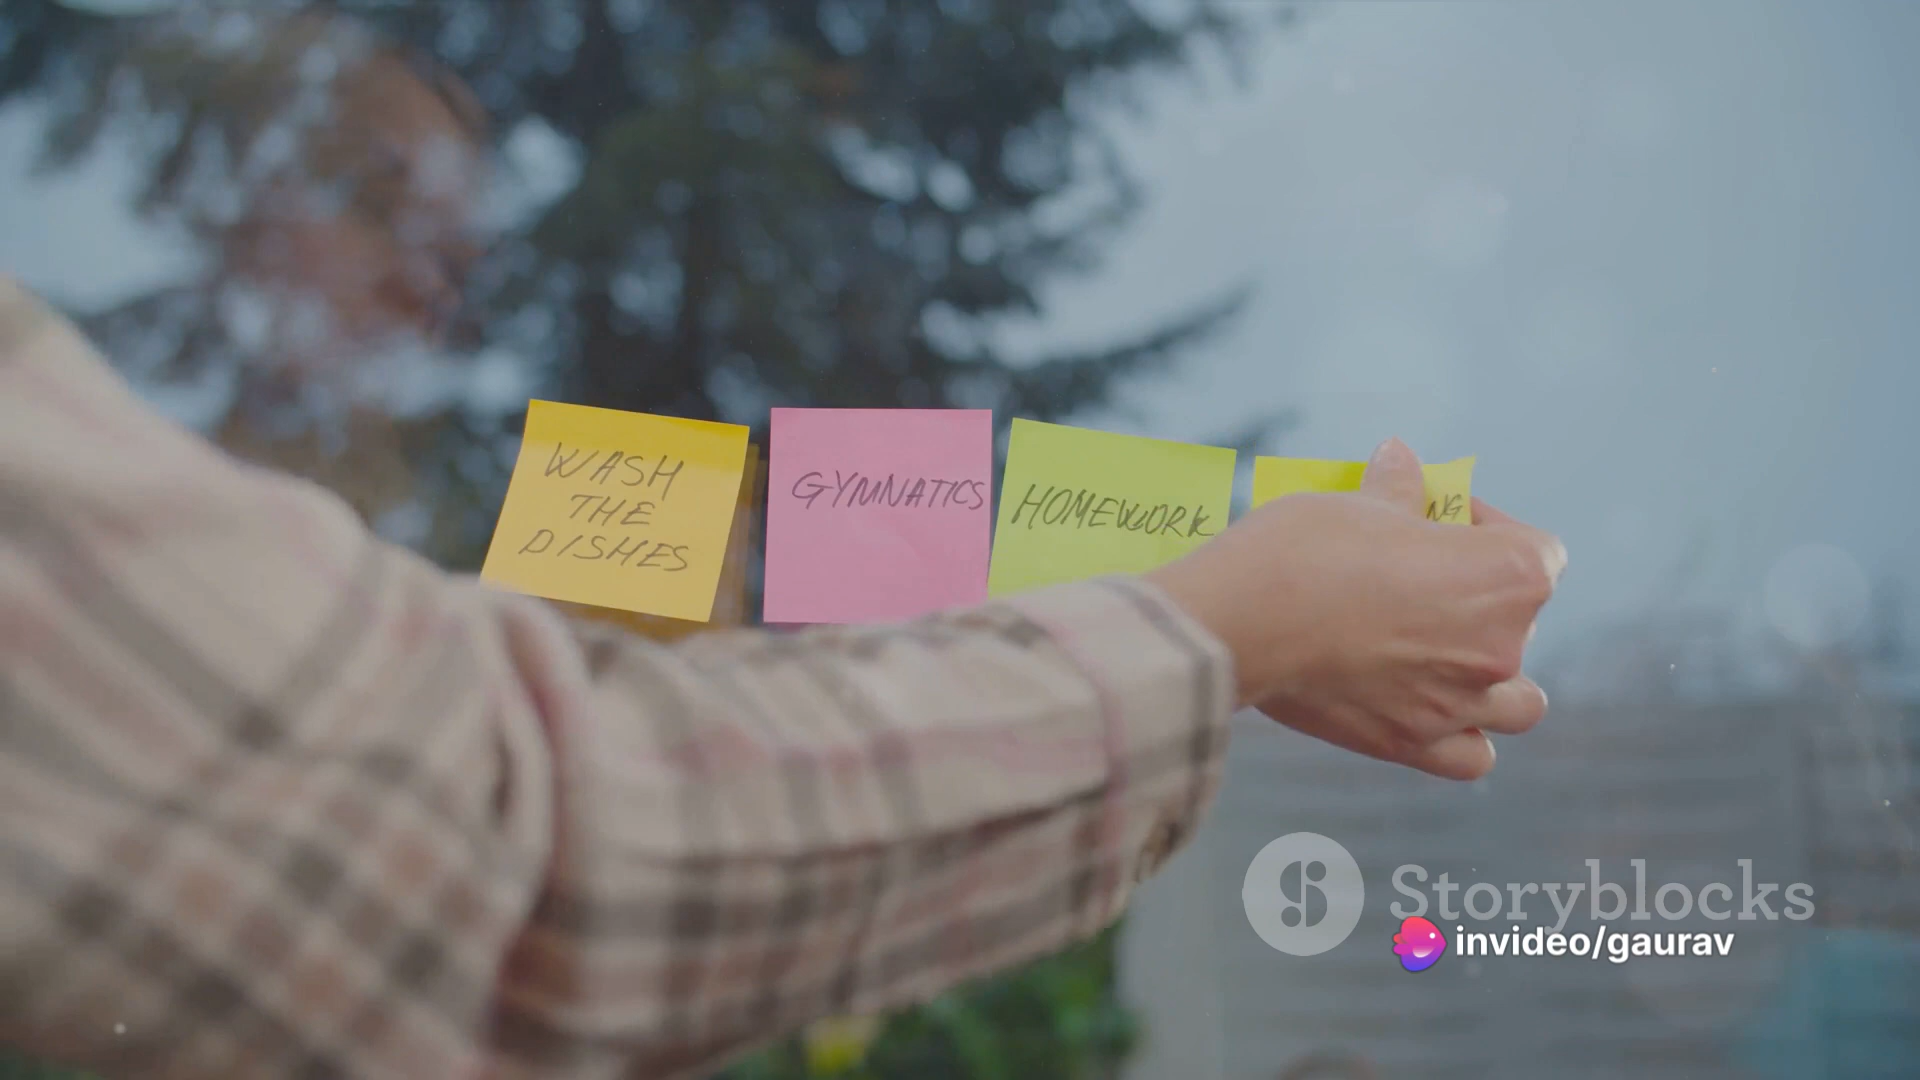 WASH
THE
DISHES
GYMNATICS
HOMEWORK
Storyblocks
invideo/gaurav